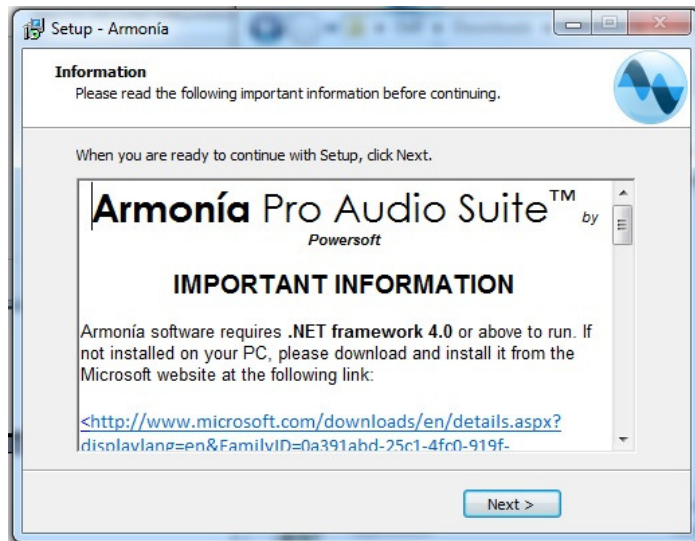 Setup - Armonía
Information
Please read the following important information before continuing.
When you are ready to continue with Setup, click Next.
Armonía Pro Audio Suite™ by
Powersoft
IMPORTANT INFORMATION
Armonía software requires .NET framework 4.0 or above to run. If
not installed on your PC, please download and install it from the
Microsoft website at the following link:
<http://www.microsoft.com/downloads/en/details.aspx?
displaylang=en&FamilyID=0a391abd-25c1-4fc0-919f-
Next >